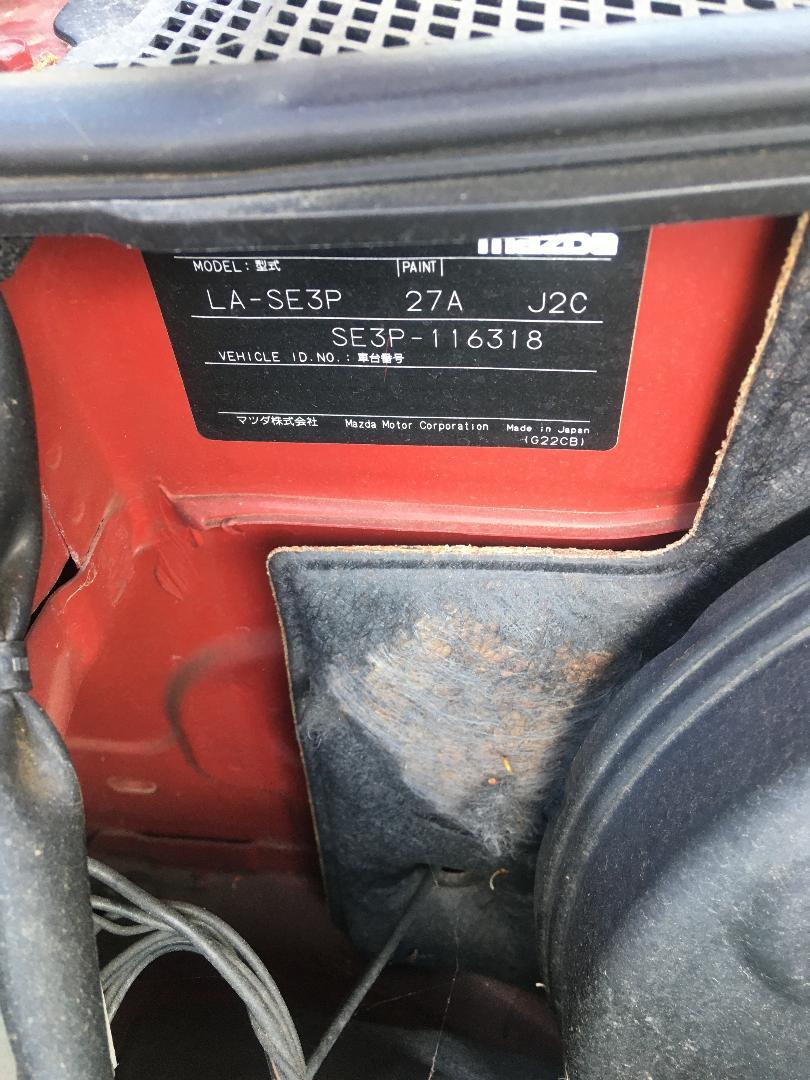 mazda
MODEL : 型式 PAINT
LA-SE3P 27A J2C
SE3P-116318
VEHICLE ID.NO. : 車台番号
マツダ株式会社 Mazda Motor Corporation Made in Japan
(G22CB)